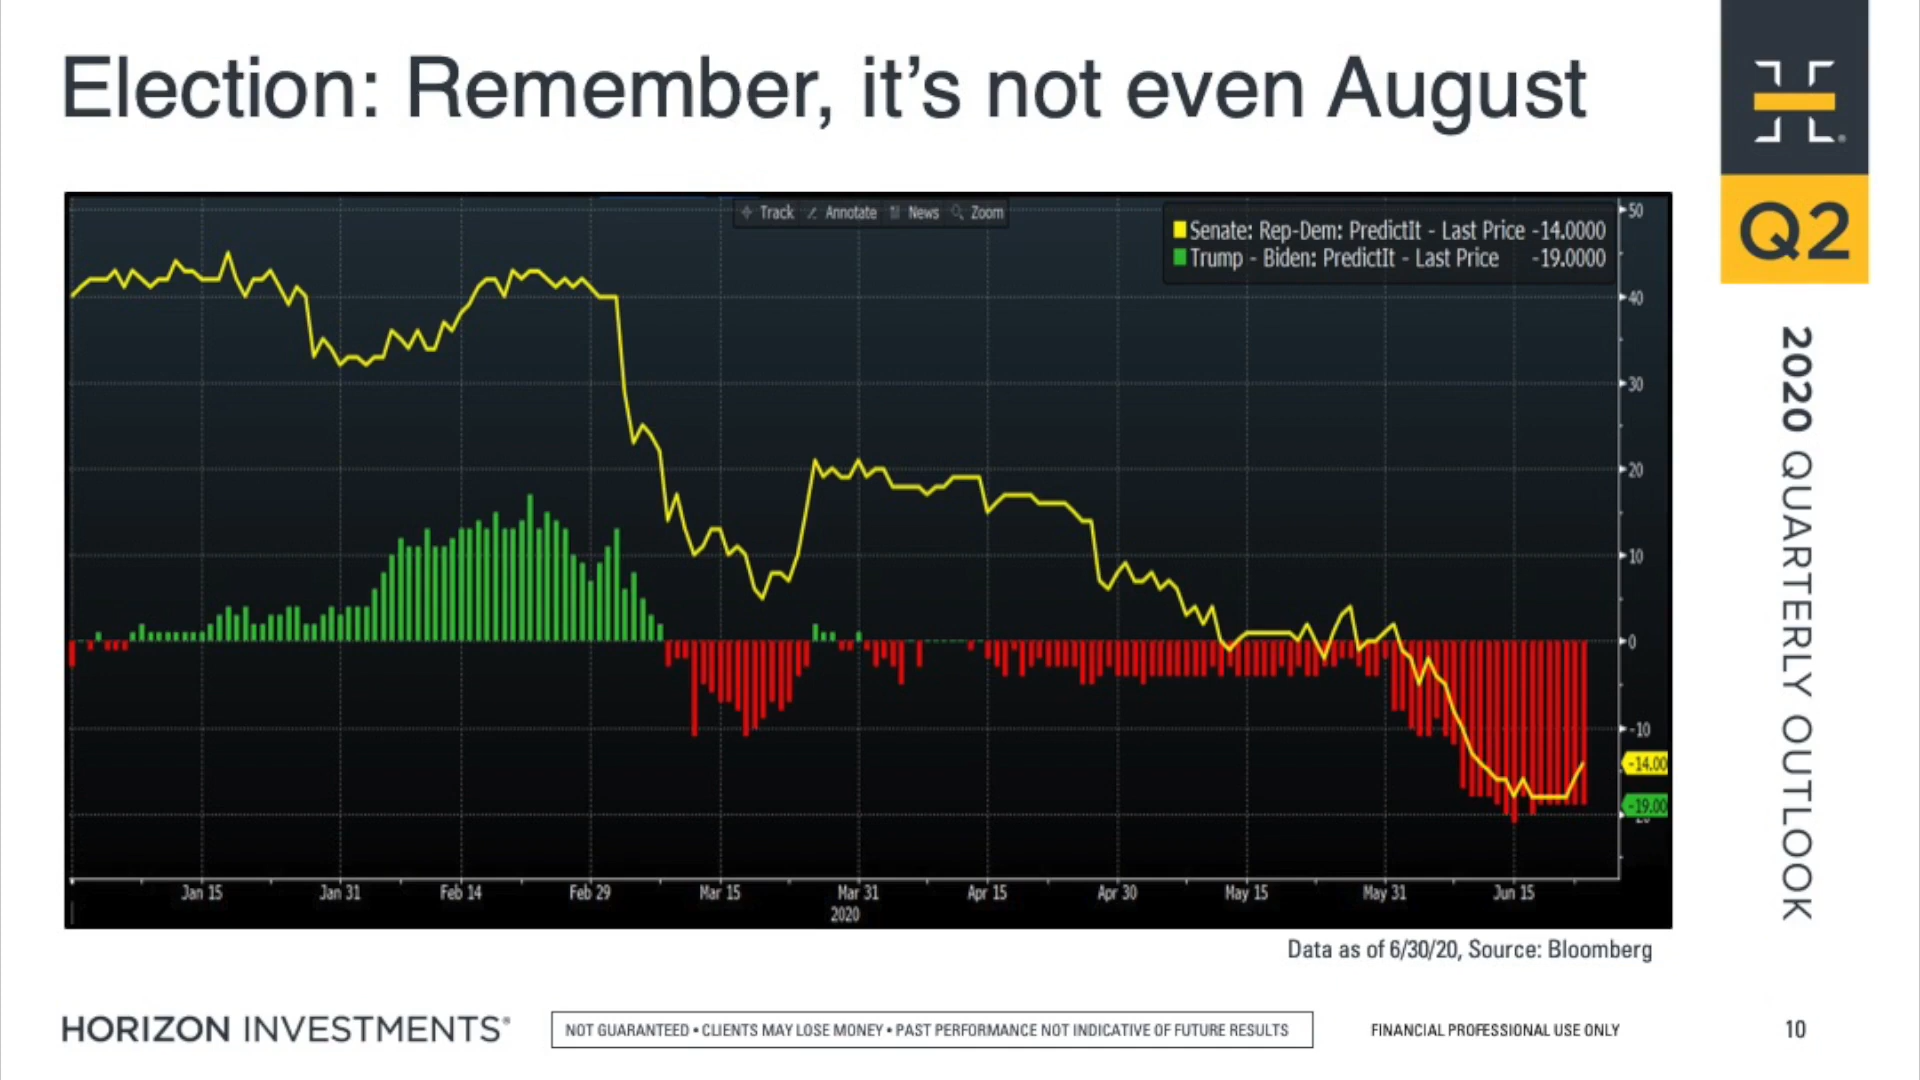 Election: Remember, it's not even August
Q2
2020 QUARTERLY OUTLOOK
Track Annotate News Zoom
Senate: Rep-Dem: PredictIt - Last Price -14.0000
Trump - Biden: PredictIt - Last Price -19.0000
50
40
30
20
10
0
-10
-14.00
-19.00
Jan 15 Jan 31 Feb 14 Feb 29 Mar 15 Mar 31 Apr 15 Apr 30 May 15 May 31 Jun 15
2020
Data as of 6/30/20, Source: Bloomberg
HORIZON INVESTMENTS®
NOT GUARANTEED • CLIENTS MAY LOSE MONEY • PAST PERFORMANCE NOT INDICATIVE OF FUTURE RESULTS
FINANCIAL PROFESSIONAL USE ONLY
10